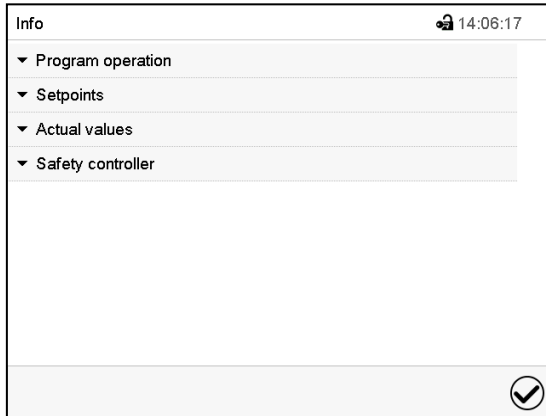 Info 14:06:17
Program operation
Setpoints
Actual values
Safety controller